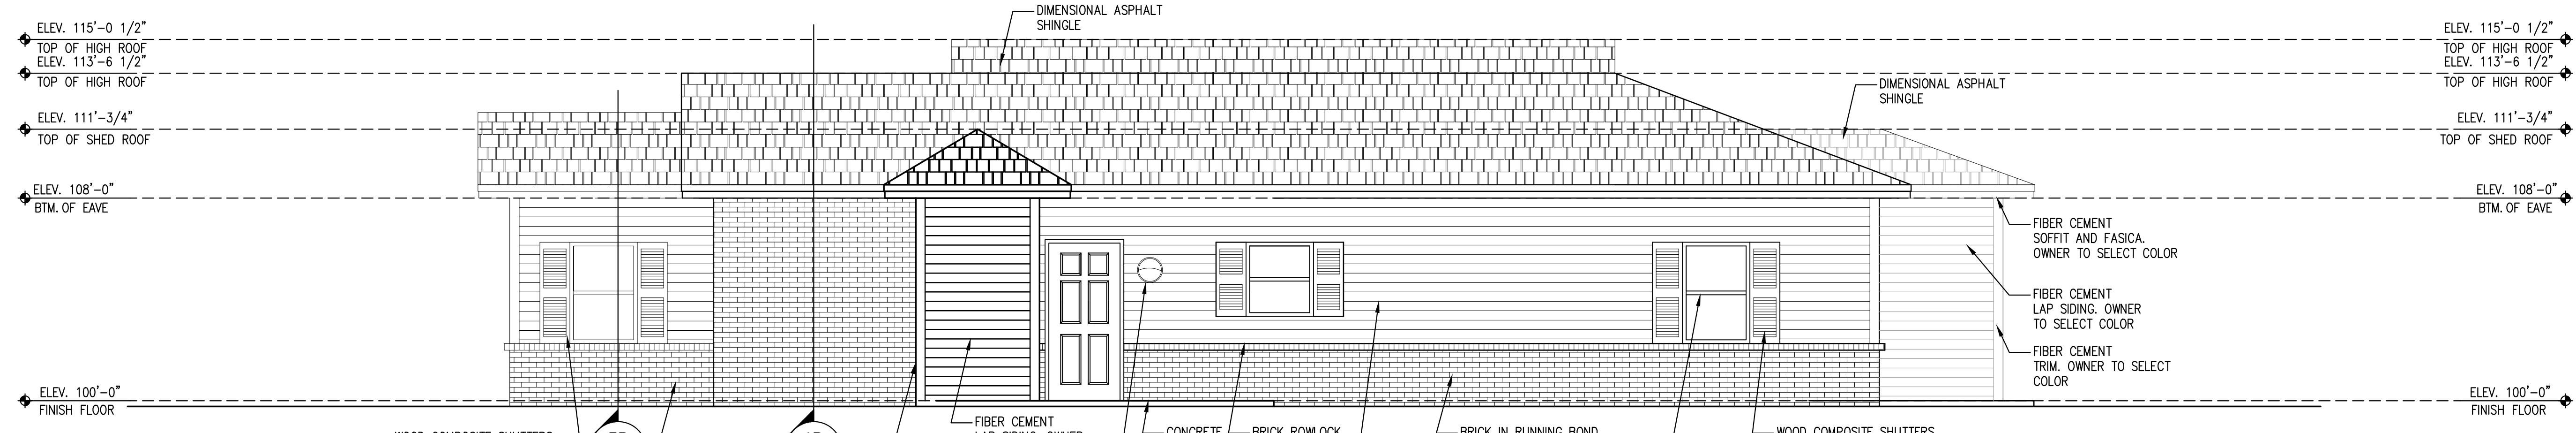 DIMENSIONAL ASPHALT
SHINGLE
ELEV. 115'-0 1/2"
TOP OF HIGH ROOF
ELEV. 113'-6 1/2"
TOP OF HIGH ROOF
ELEV. 111'-3/4"
TOP OF SHED ROOF
ELEV. 108'-0"
BTM. OF EAVE
ELEV. 100'-0"
FINISH FLOOR
ELEV. 115'-0 1/2"
TOP OF HIGH ROOF
ELEV. 113'-6 1/2"
TOP OF HIGH ROOF
DIMENSIONAL ASPHALT
SHINGLE
ELEV. 111'-3/4"
TOP OF SHED ROOF
ELEV. 108'-0"
BTM. OF EAVE
FIBER CEMENT
SOFFIT AND FASICA.
OWNER TO SELECT COLOR
FIBER CEMENT
LAP SIDING. OWNER
TO SELECT COLOR
FIBER CEMENT
TRIM. OWNER TO SELECT
COLOR
ELEV. 100'-0"
FINISH FLOOR
WOOD COMPOSITE SHUTTERS
FIBER CEMENT
LAP SIDING. OWNER
CONCRETE
BRICK ROWLOCK
BRICK IN RUNNING BOND
WOOD COMPOSITE SHUTTERS